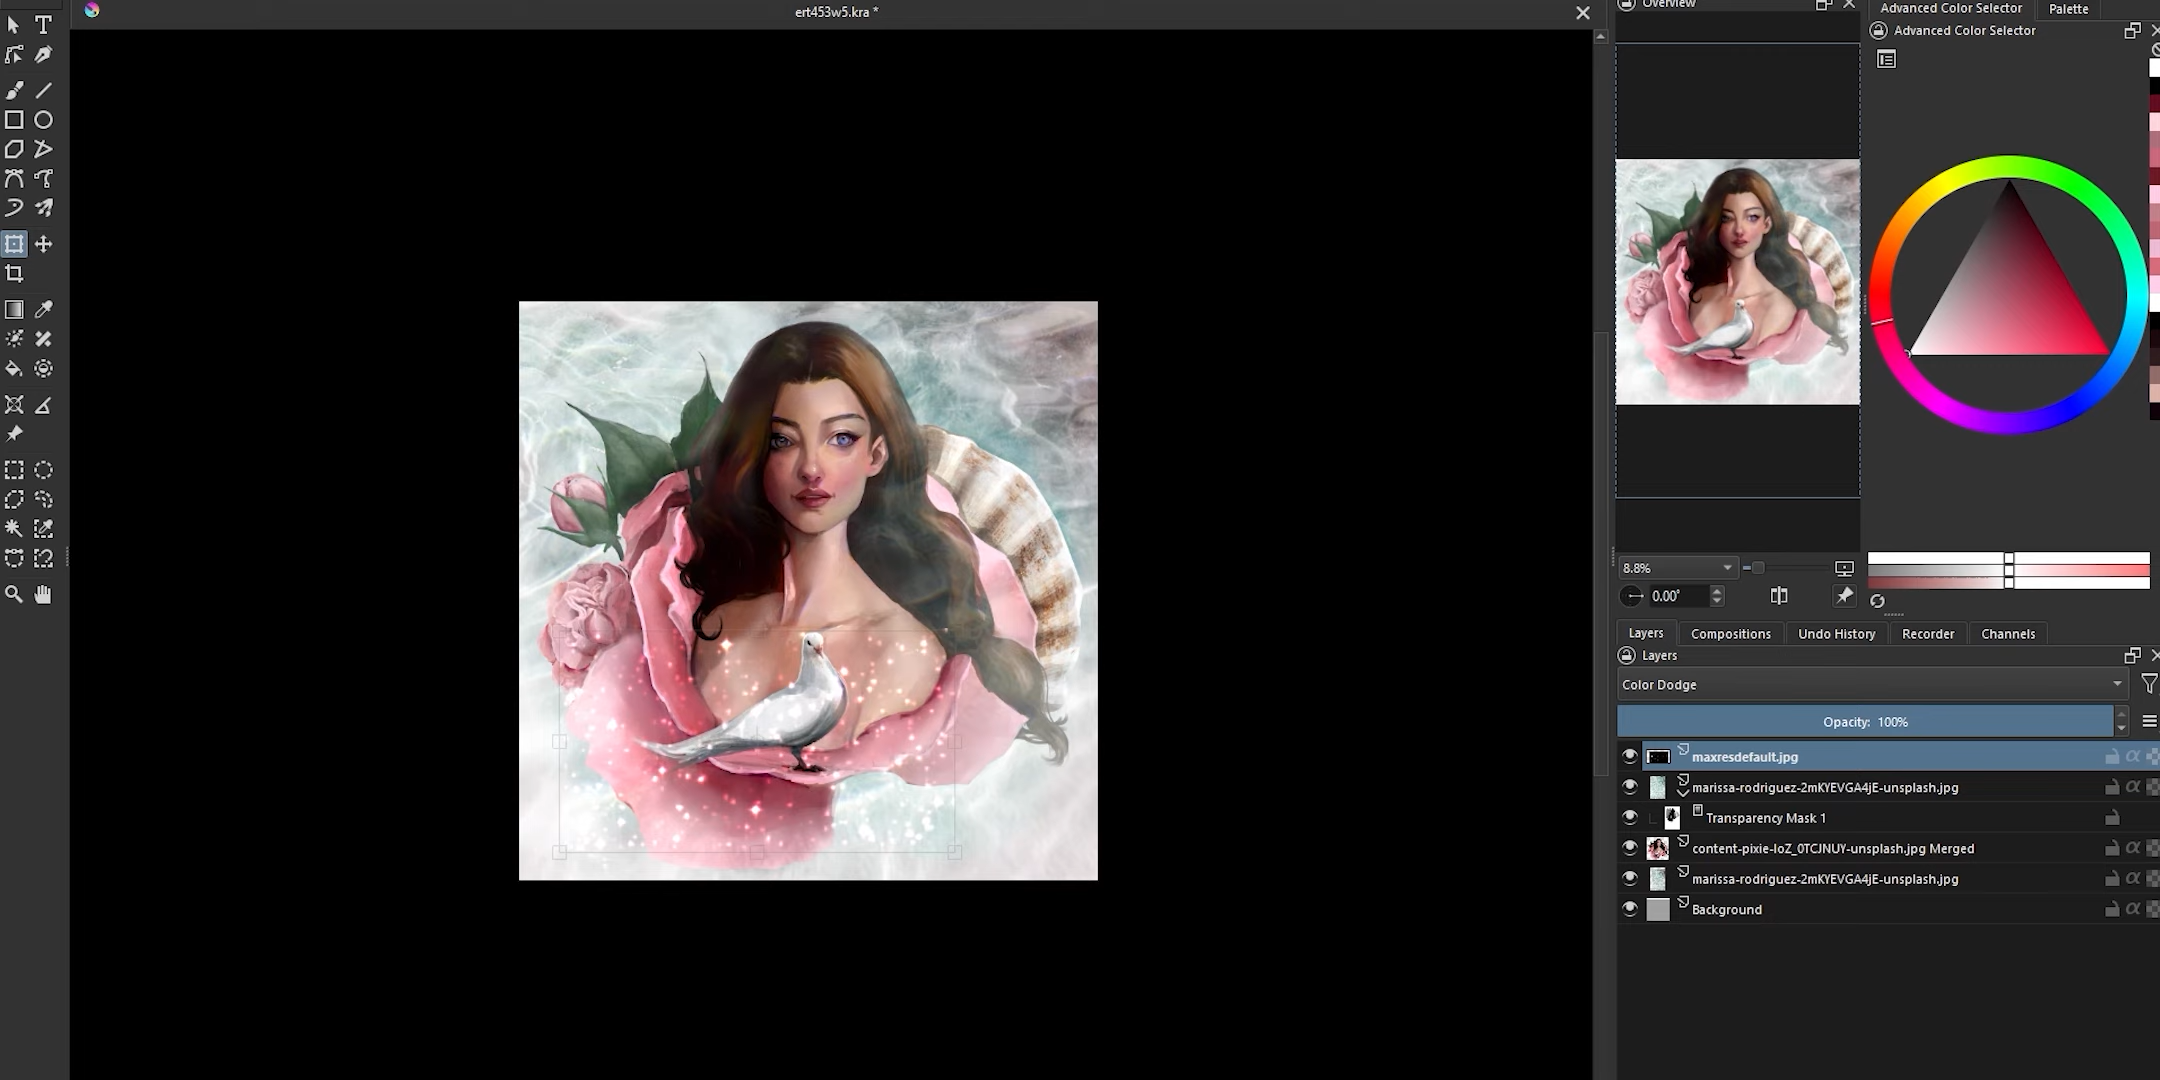 ert453w5.kra *
Overview
Advanced Color Selector
Palette
Advanced Color Selector
8.8%
0.00°
Layers
Compositions
Undo History
Recorder
Channels
Layers
Color Dodge
Opacity: 100%
maxresdefault.jpg
marissa-rodriguez-2mKYEVGA4jE-unsplash.jpg
Transparency Mask 1
content-pixie-IoZ_0TCJNUY-unsplash.jpg Merged
marissa-rodriguez-2mKYEVGA4jE-unsplash.jpg
Background